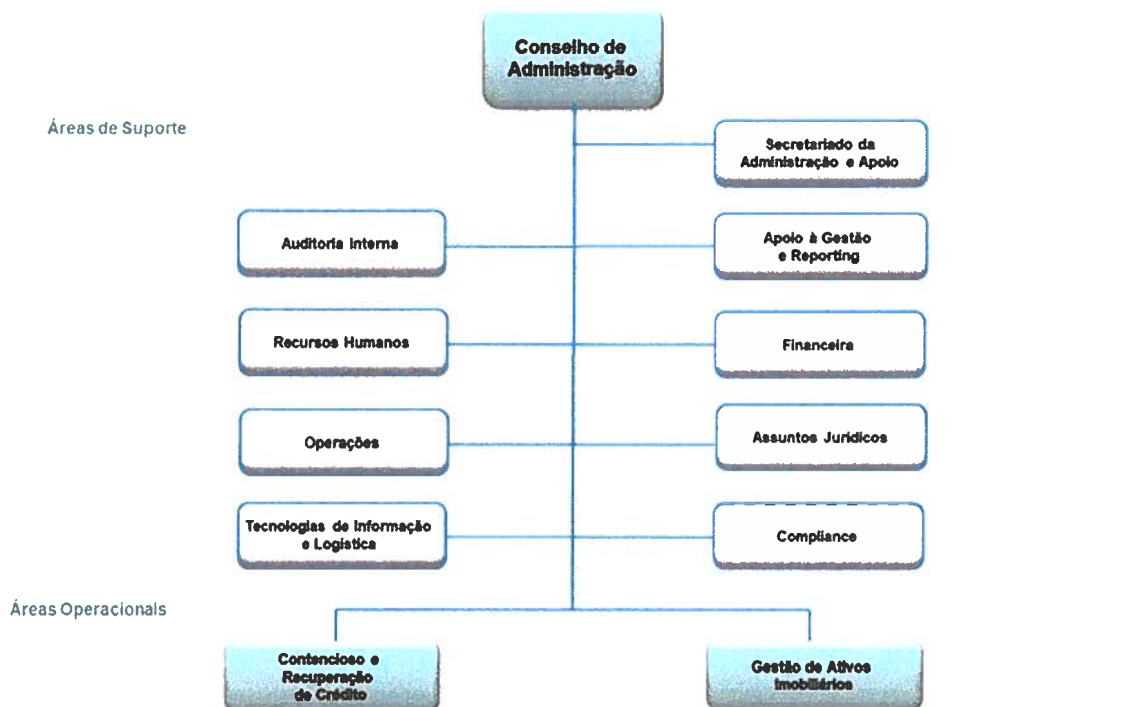 Conselho de
Administração
Áreas de Suporte
Secretariado da
Administração e Apoio
Auditoria Interna
Apoio à Gestão
e Reporting
Recursos Humanos
Financeira
Operações
Assuntos Jurídicos
Tecnologias de Informação
e Logística
Compliance
Áreas Operacionais
Contencioso e
Recuperação
de Crédito
Gestão de Ativos
Imobiliários